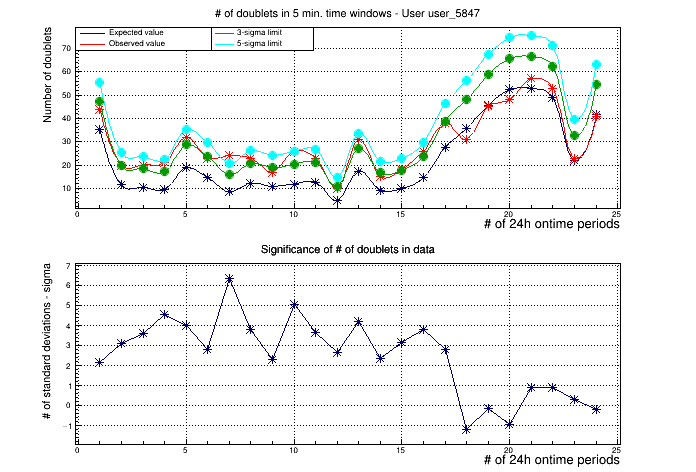 # of doublets in 5 min. time windows - User user_5847
Expected value
3-sigma limit
Observed value
5-sigma limit
Number of doublets
70
60
50
40
30
20
10
0 5 10 15 20 25
# of 24h ontime periods
Significance of # of doublets in data
# of standard deviations - sigma
7
6
5
4
3
2
1
0
−1
0 5 10 15 20 25
# of 24h ontime periods